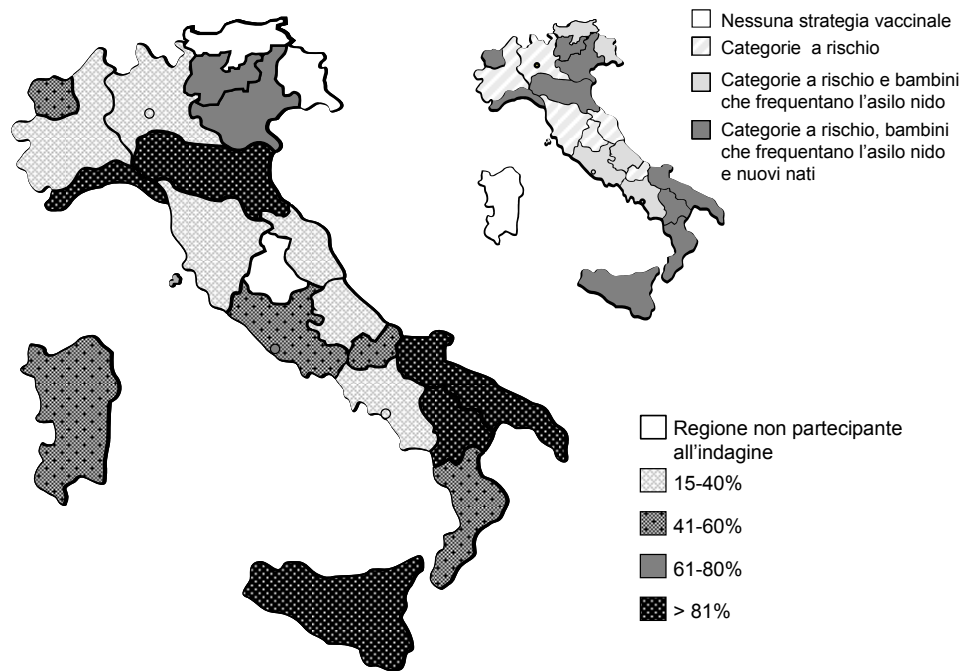 Nessuna strategia vaccinale
Categorie a rischio
Categorie a rischio e bambini
che frequentano l'asilo nido
Categorie a rischio, bambini
che frequentano l'asilo nido
e nuovi nati
Regione non partecipante
all'indagine
15-40%
41-60%
61-80%
> 81%